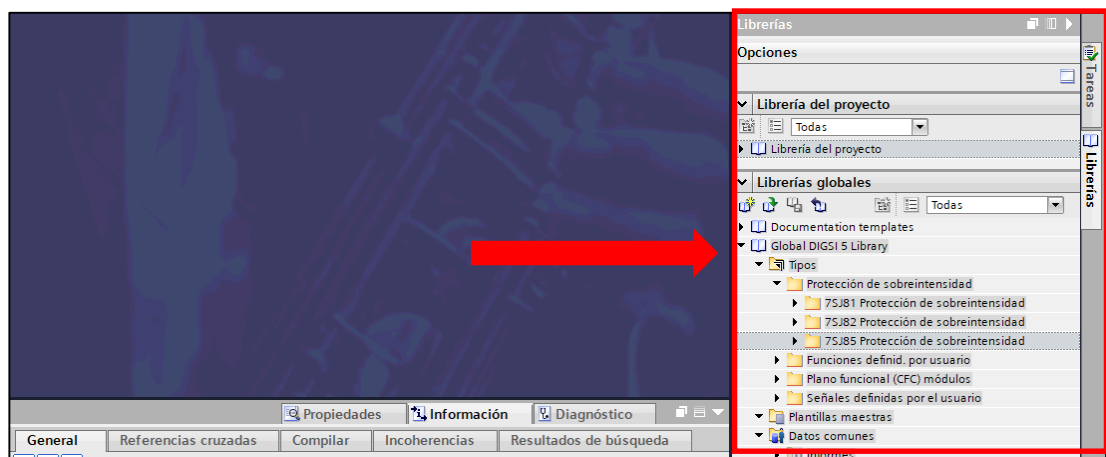 Librerías
Opciones
Tareas
Librerías
Librería del proyecto
Todas
Librería del proyecto
Librerías globales
Todas
Documentation templates
Global DIGSI 5 Library
Tipos
Protección de sobreintensidad
7SJ81 Protección de sobreintensidad
7SJ82 Protección de sobreintensidad
7SJ85 Protección de sobreintensidad
Funciones definid. por usuario
Plano funcional (CFC) módulos
Señales definidas por el usuario
Plantillas maestras
Datos comunes
Informes
Propiedades Información Diagnóstico
General Referencias cruzadas Compilar Incoherencias Resultados de búsqueda